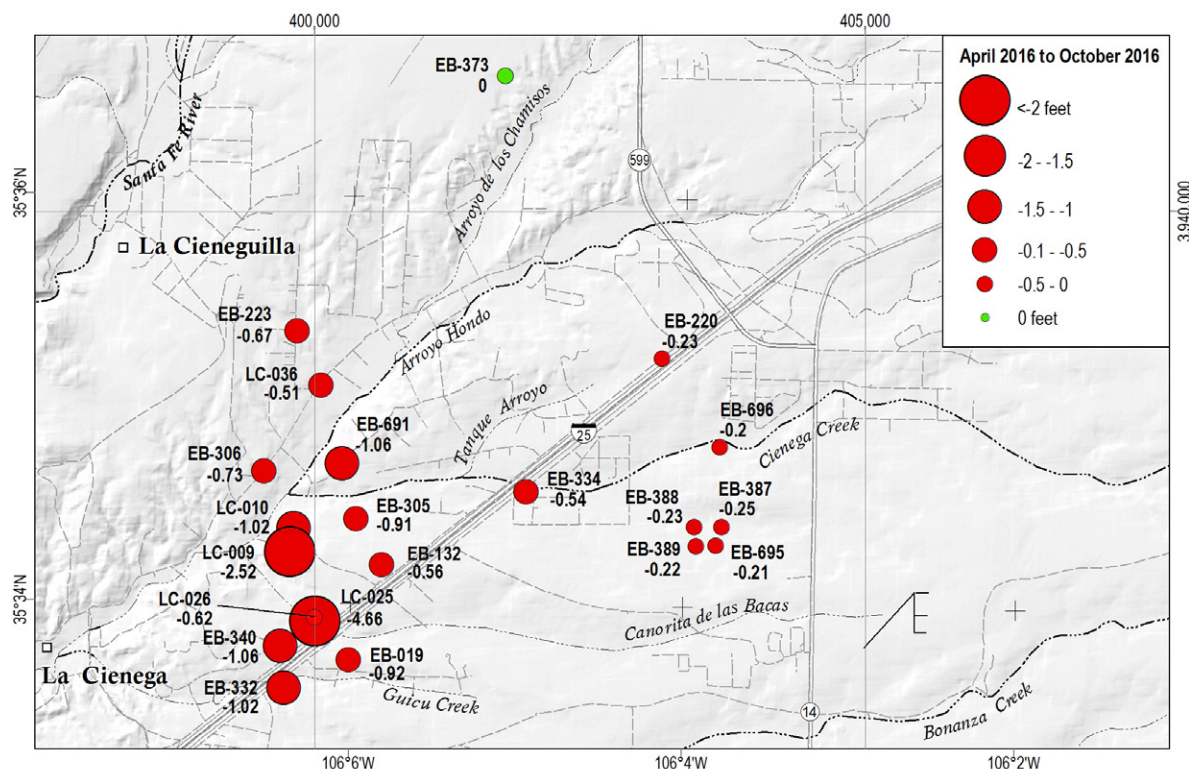 400,000
405,000
April 2016 to October 2016
<-2 feet
-2 - -1.5
-1.5 - -1
-0.1 - -0.5
-0.5 - 0
0 feet
EB-373
0
Santa Fe River
Arroyo de los Chamisos
599
35°36'N
3,940,000
La Cieneguilla
EB-223
-0.67
Arroyo Hondo
EB-220
-0.23
LC-036
-0.51
Tanque Arroyo
25
EB-696
-0.2
Cienega Creek
EB-691
-1.06
EB-306
-0.73
EB-334
-0.54
EB-388
-0.23
EB-387
-0.25
LC-010
-1.02
EB-305
-0.91
LC-009
-2.52
EB-132
-0.56
EB-389
-0.22
EB-695
-0.21
35°34'N
LC-026
-0.62
LC-025
-4.66
Canorita de las Bacas
EB-340
-1.06
EB-019
-0.92
La Cienega
EB-332
-1.02
Guicu Creek
14
Bonanza Creek
106°6'W
106°4'W
106°2'W